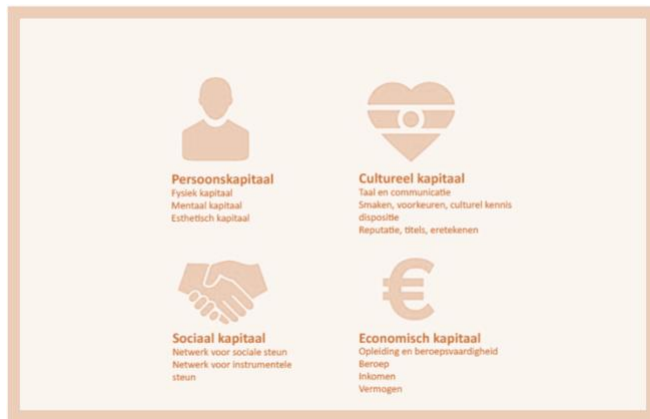 Persoonskapitaal
Fysiek kapitaal
Mentaal kapitaal
Esthetisch kapitaal
Cultureel kapitaal
Taal en communicatie
Smaken, voorkeuren, culturel kennis
dispositie
Reputatie, titels, eretekenen
Sociaal kapitaal
Netwerk voor sociale steun
Netwerk voor instrumentele
steun
€
Economisch kapitaal
Opleiding en beroepsvaardigheid
Beroep
Inkomen
Vermogen